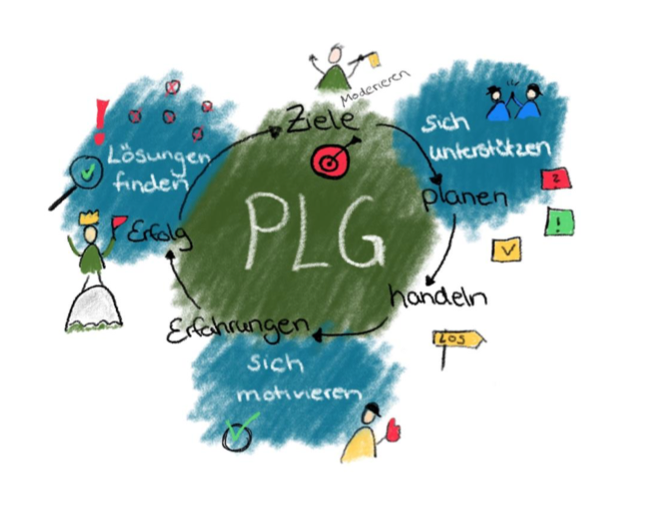 Moderieren
Ziele
Sich
unterstützen
planen
handeln
LOS
Erfahrungen
sich
motivieren
Erfolg
Lösungen
finden
PLG
!
?
!